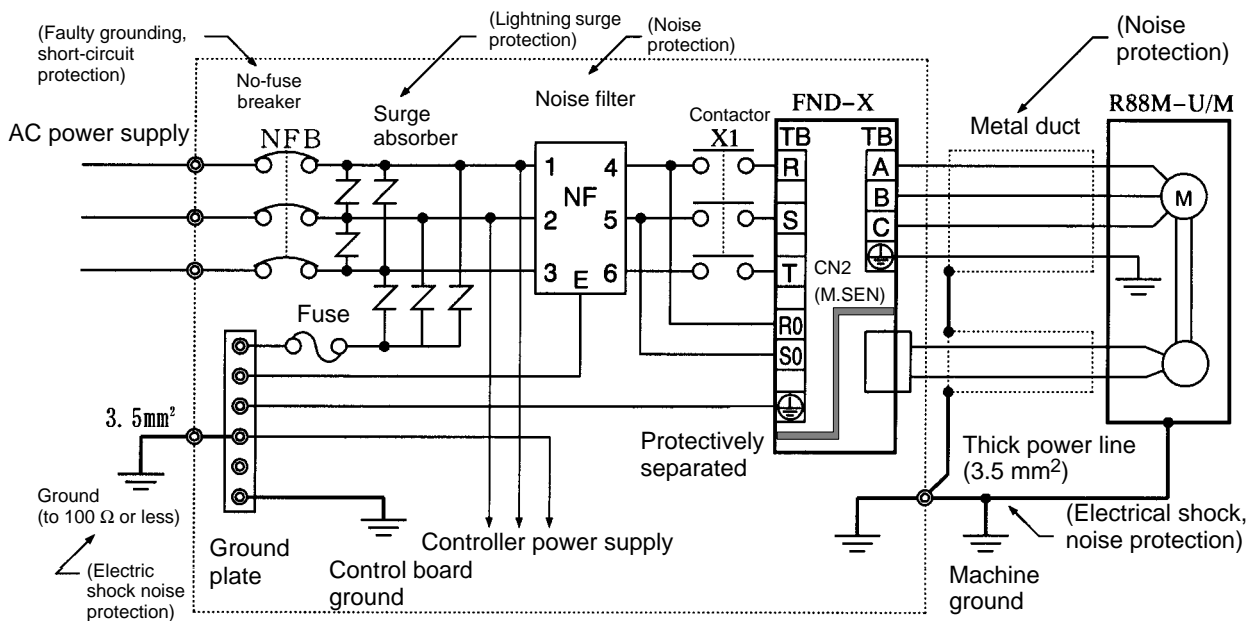 (Faulty grounding,
short-circuit
protection)
No-fuse
breaker
(Lightning surge
protection)
Surge
absorber
(Noise
protection)
Noise filter
(Noise
protection)
AC power supply
NFB
Contactor
X1
FND-X
Metal duct
R88M-U/M
TB
TB
R
S
T
R0
S0
A
B
C
CN2
(M.SEN)
1
2
3
4
5
6
NF
E
M
Fuse
3. 5mm²
Ground
(to 100 Ω or less)
(Electric
shock noise
protection)
Ground
plate
Control board
ground
Controller power supply
Protectively
separated
Thick power line
(3.5 mm²)
(Electrical shock,
noise protection)
Machine
ground